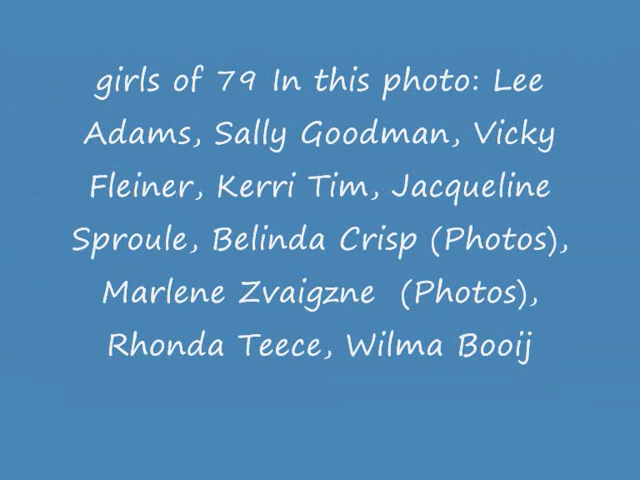 girls of 79 In this photo: Lee
Adams, Sally Goodman, Vicky
Fleiner, Kerri Tim, Jacqueline
Sproule, Belinda Crisp (Photos),
Marlene Zvaigzne  (Photos),
Rhonda Teece, Wilma Booij